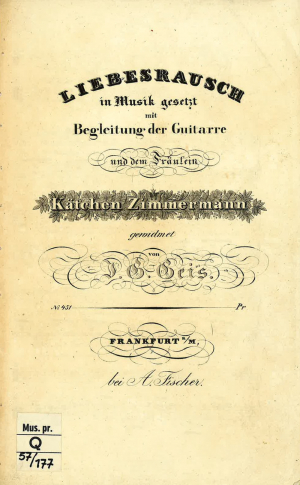 LIEBESRAUSCH
in Musik gesetzt
mit
Begleitung der Guitarre
und dem Fräulein
Kätchen Zimmermann
gewidmet
von
J. G. Geis.
No 451 Pr
FRANKFURT a/M,
bei A. Fischer.
Mus. pr.
Q
57/177